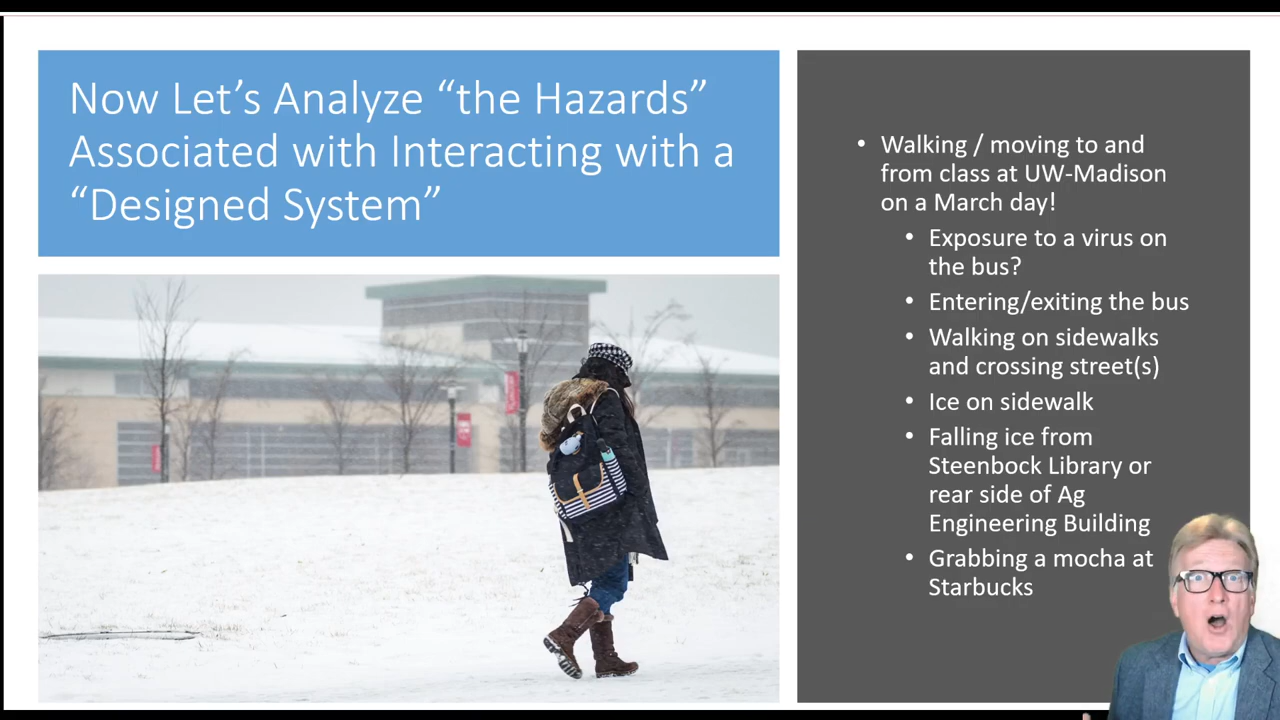 Now Let’s Analyze “the Hazards”
Associated with Interacting with a
“Designed System”
• Walking / moving to and
from class at UW-Madison
on a March day!
• Exposure to a virus on
the bus?
• Entering/exiting the bus
• Walking on sidewalks
and crossing street(s)
• Ice on sidewalk
• Falling ice from
Steenbock Library or
rear side of Ag
Engineering Building
• Grabbing a mocha at
Starbucks